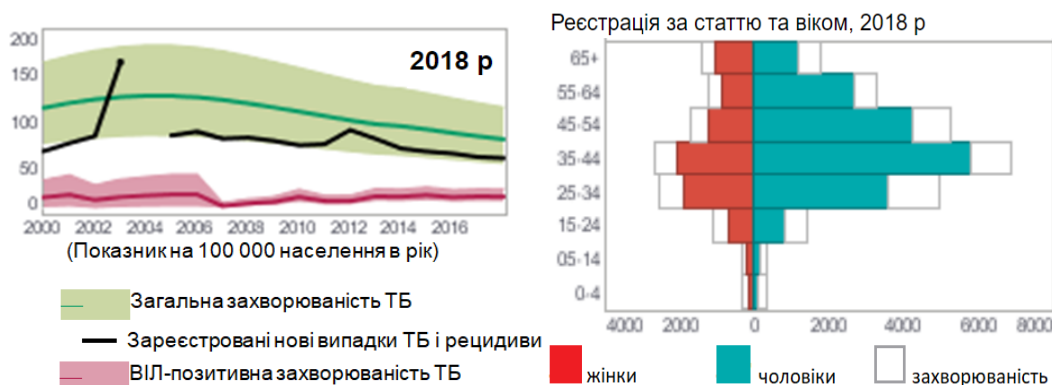 200
150
100
50
0
2018 р
2000 2002 2004 2006 2008 2010 2012 2014 2016
(Показник на 100 000 населення в рік)
Загальна захворюваність ТБ
Зареєстровані нові випадки ТБ і рецидиви
ВІЛ-позитивна захворюваність ТБ
Реєстрація за статтю та віком, 2018 р
65+
55-64
45-54
35-44
25-34
15-24
05-14
0-4
4000 2000 0 2000 4000 6000 8000
жінки чоловіки захворюваність